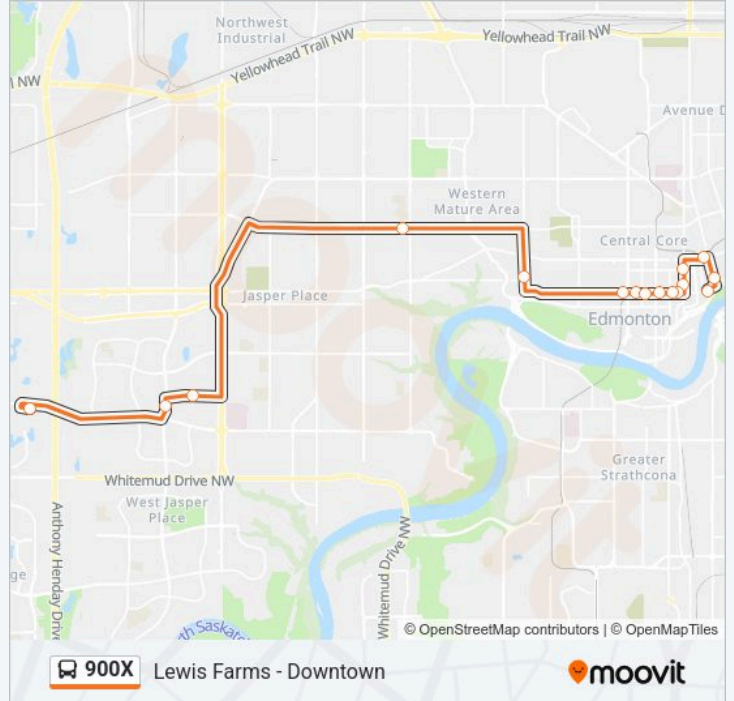 Northwest
Industrial
Yellowhead Trail NW
Yellowhead Trail NW
l NW
Avenue D
Western
Mature Area
Central Core
Jasper Place
Edmonton
Greater
Strathcona
Whitemud Drive NW
West Jasper
Place
Anthony Henday Drive
Whitemud Drive NW
ge
th Saskat
© OpenStreetMap contributors | © OpenMapTiles
900X Lewis Farms - Downtown
moovit